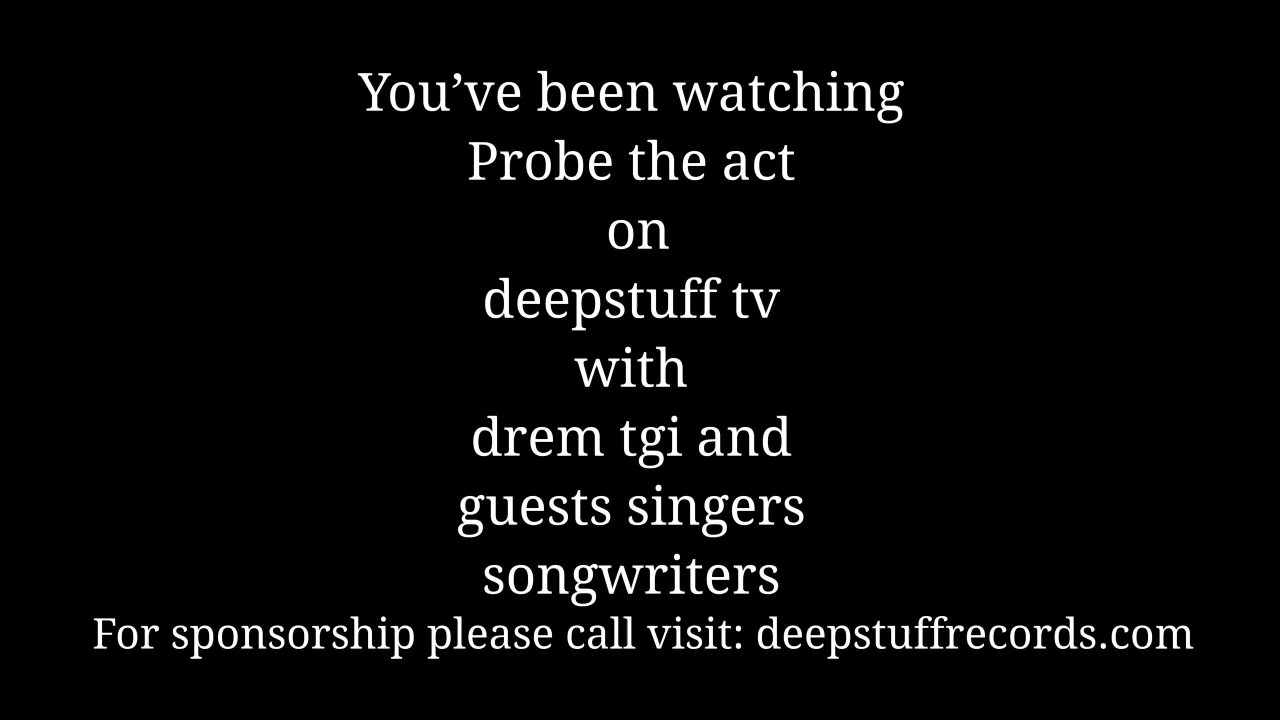 You’ve been watching
Probe the act
on
deepstuff tv
with
drem tgi and
guests singers
songwriters
For sponsorship please call visit: deepstuffrecords.com